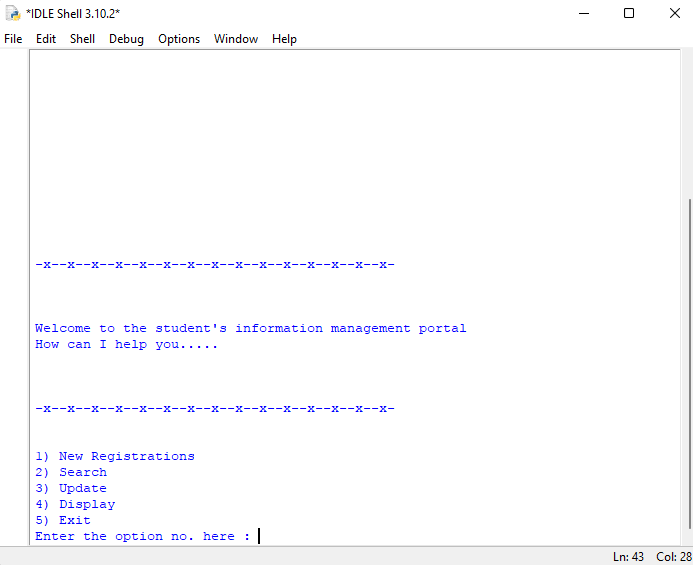 *IDLE Shell 3.10.2*
File Edit Shell Debug Options Window Help
-x--x--x--x--x--x--x--x--x--x--x--x--x--x--x-
Welcome to the student's information management portal
How can I help you.....
-x--x--x--x--x--x--x--x--x--x--x--x--x--x--x-
1) New Registrations
2) Search
3) Update
4) Display
5) Exit
Enter the option no. here :
Ln: 43 Col: 28